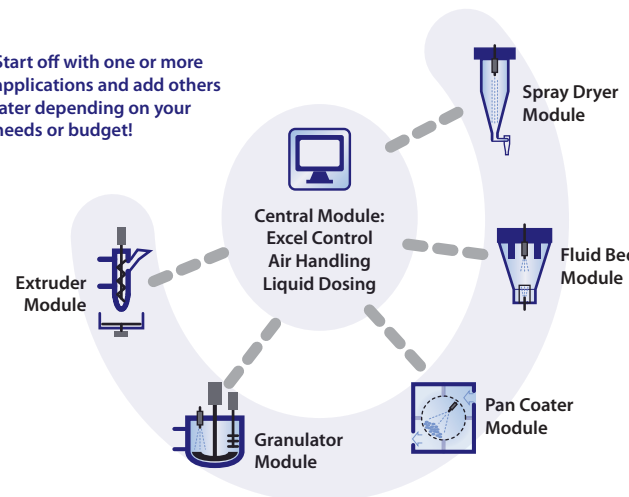 Start off with one or more
applications and add others
later depending on your
needs or budget!
Spray Dryer
Module
Central Module:
Excel Control
Air Handling
Liquid Dosing
Fluid Bed
Module
Extruder
Module
Pan Coater
Module
Granulator
Module